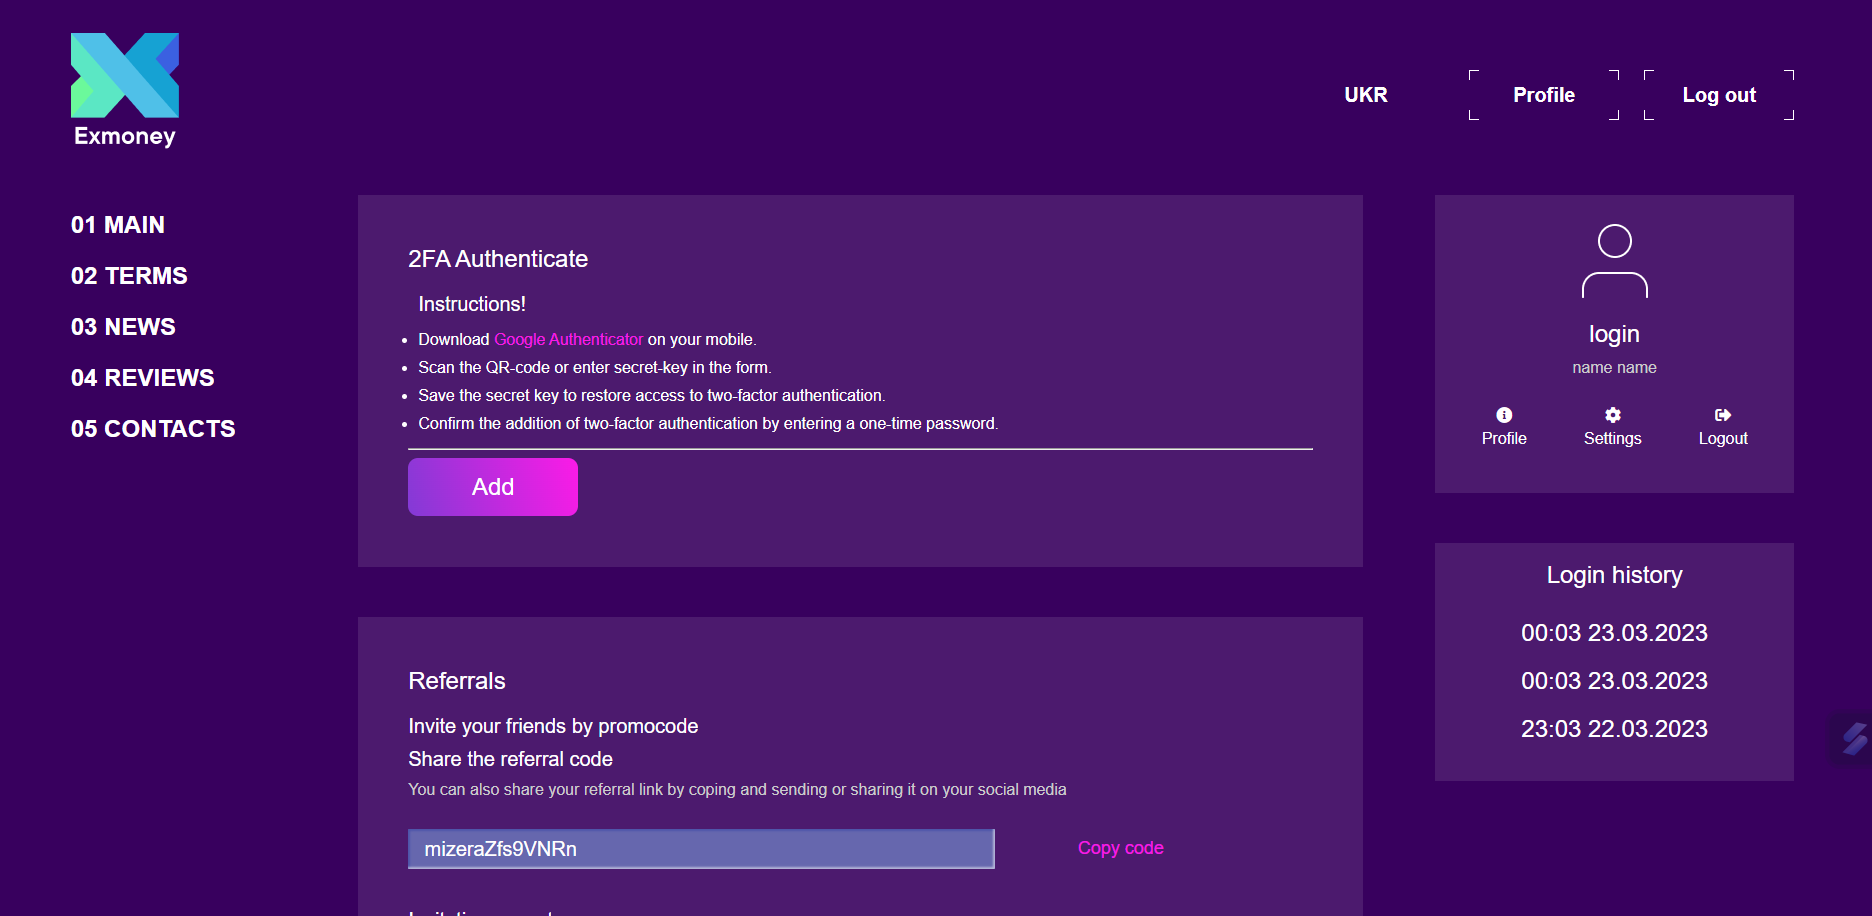 Exmoney
UKR
Profile
Log out
01 MAIN
02 TERMS
03 NEWS
04 REVIEWS
05 CONTACTS
2FA Authenticate
Instructions!
Download Google Authenticator on your mobile.
Scan the QR-code or enter secret-key in the form.
Save the secret key to restore access to two-factor authentication.
Confirm the addition of two-factor authentication by entering a one-time password.
Add
Referrals
Invite your friends by promocode
Share the referral code
You can also share your referral link by coping and sending or sharing it on your social media
mizeraZfs9VNRn
Copy code
login
name name
Profile
Settings
Logout
Login history
00:03 23.03.2023
00:03 23.03.2023
23:03 22.03.2023